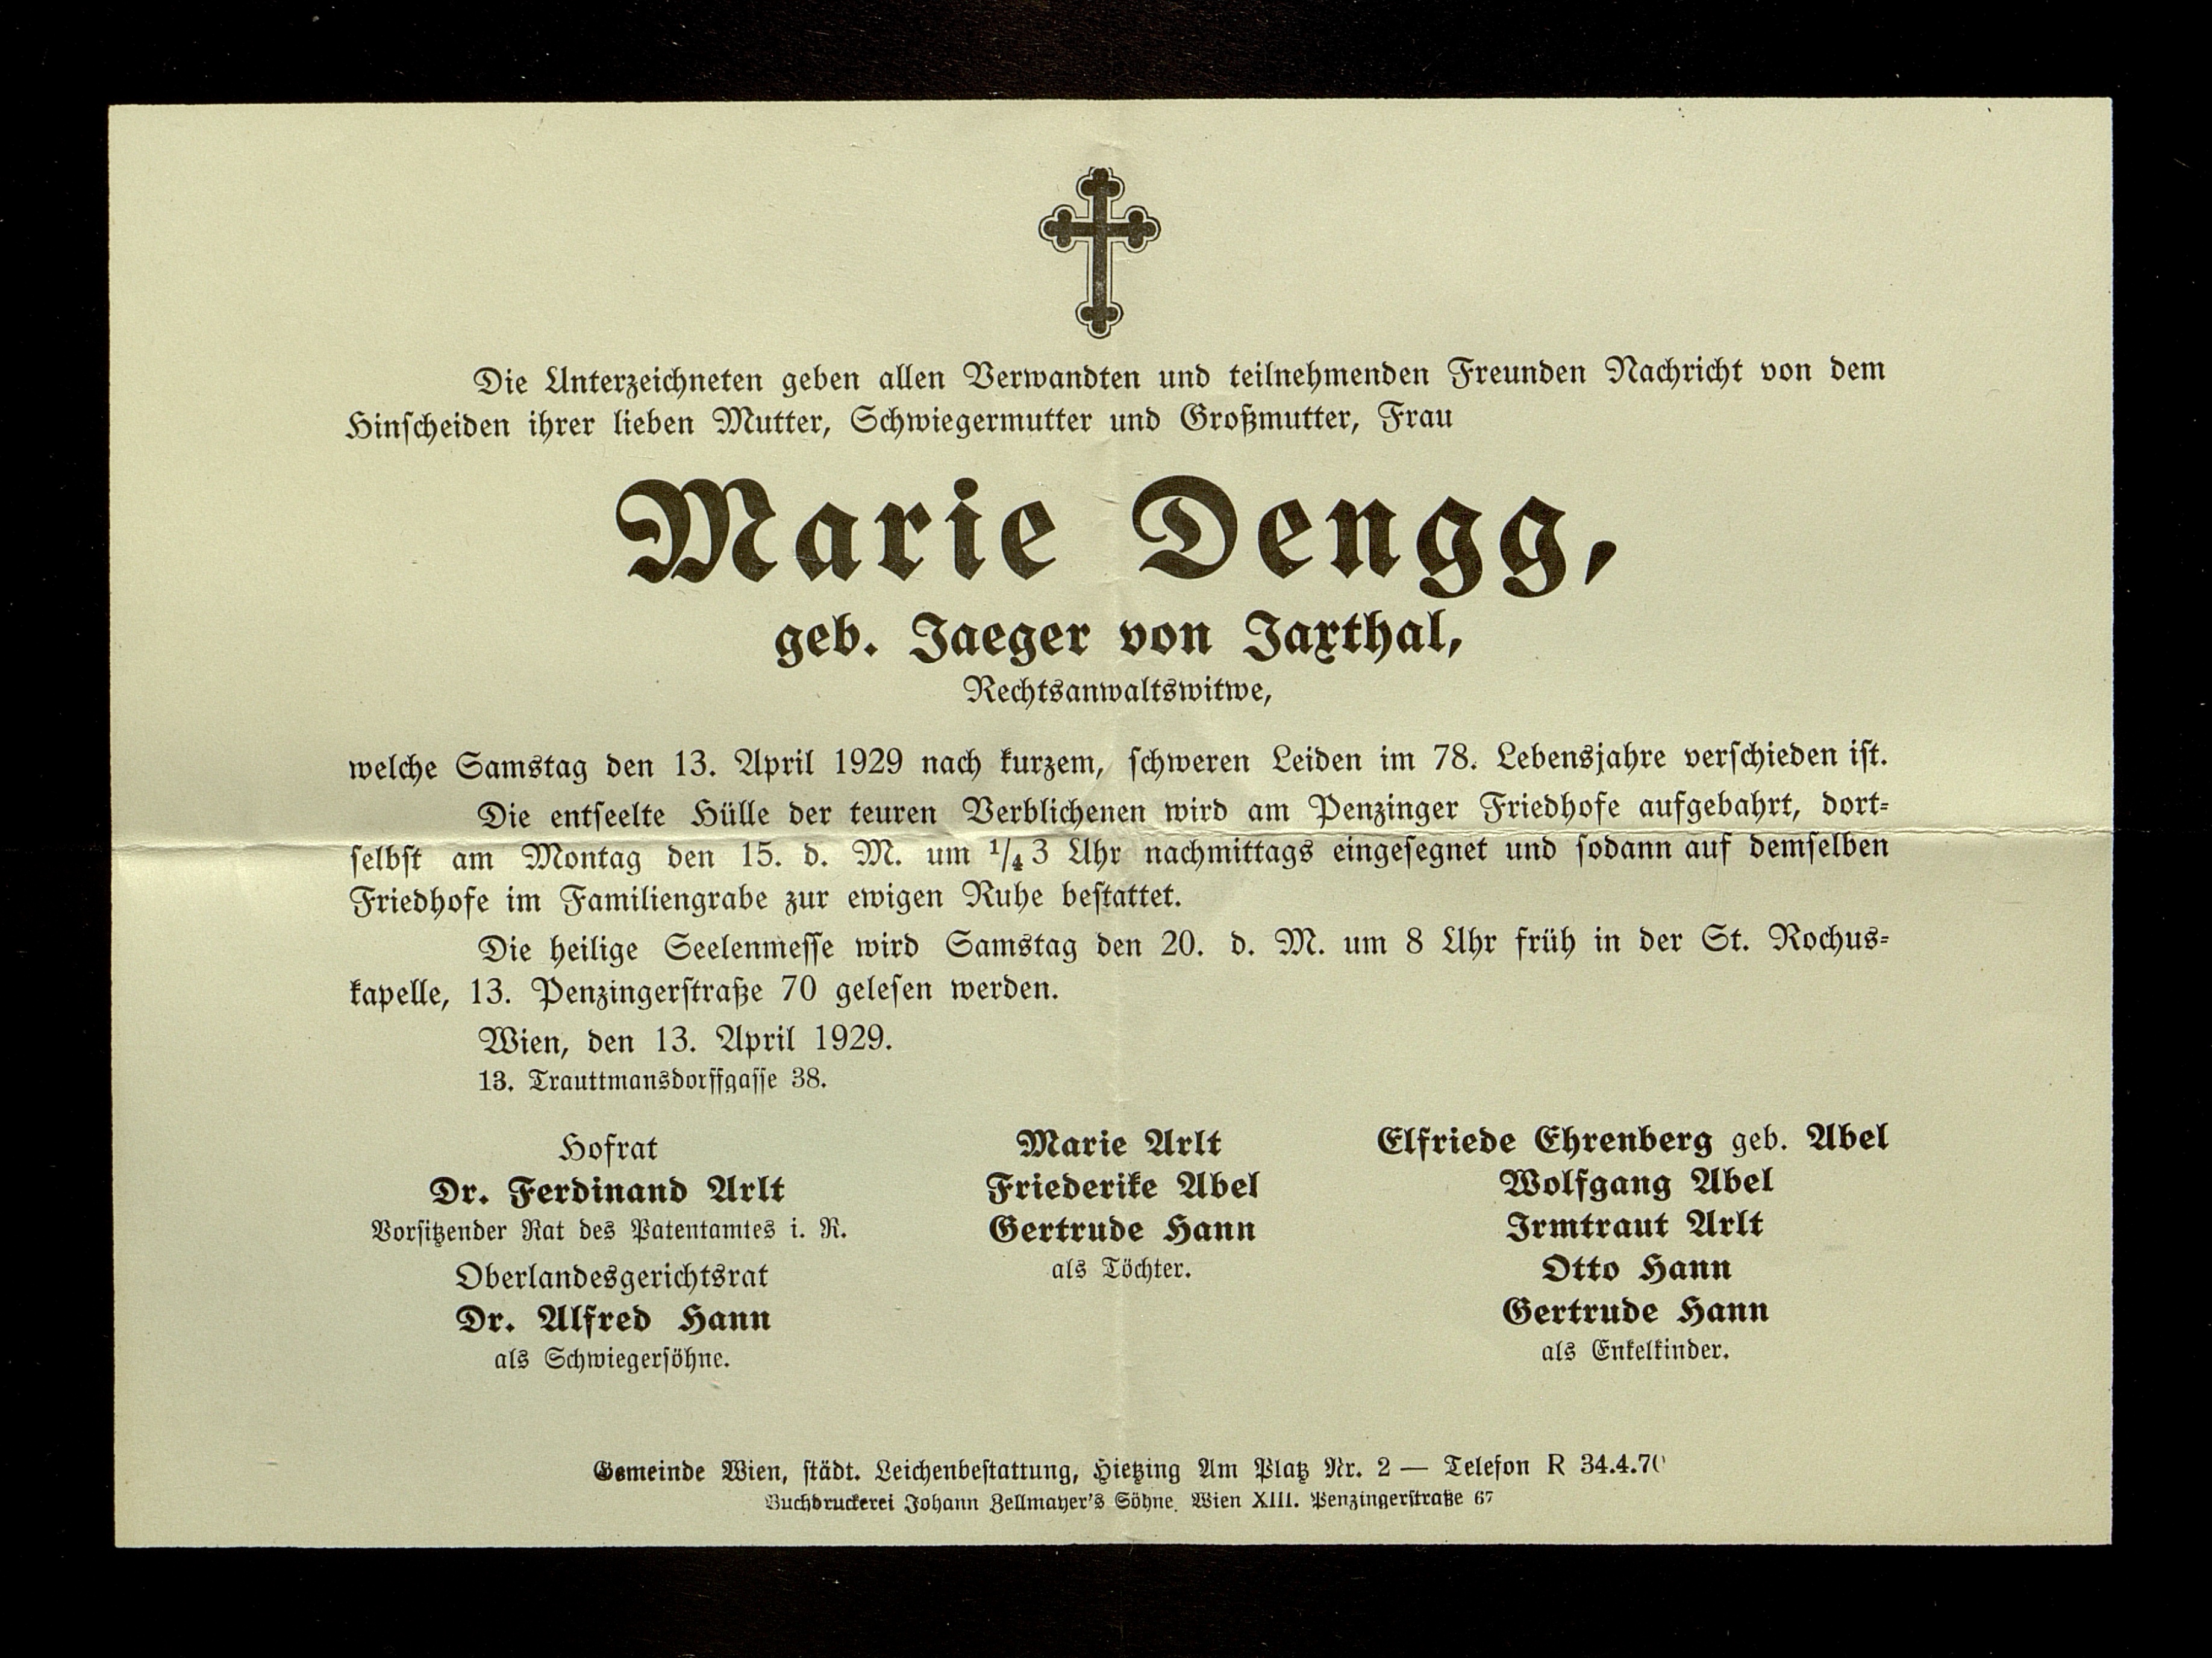 Die Unterzeichneten geben allen Verwandten und teilnehmenden Freunden Nachricht von dem
Hinscheiden ihrer lieben Mutter, Schwiegermutter und Großmutter, Frau
Marie Dengg,
geb. Jaeger von Jaxthal,
Rechtsanwaltswitwe,
welche Samstag den 13. April 1929 nach kurzem, schweren Leiden im 78. Lebensjahre verschieden ist.
Die entseelte Hülle der teuren Verblichenen wird am Penzinger Friedhofe aufgebahrt, dort-
selbst am Montag den 15. d. M. um 1/4 3 Uhr nachmittags eingesegnet und sodann auf demselben
Friedhofe im Familiengrabe zur ewigen Ruhe bestattet.
Die heilige Seelenmesse wird Samstag den 20. d. M. um 8 Uhr früh in der St. Rochus-
kapelle, 13. Penzingerstraße 70 gelesen werden.
Wien, den 13. April 1929.
13. Trauttmansdorffgasse 38.
Hofrat
Dr. Ferdinand Arlt
Vorsitzender Rat des Patentamtes i. R.
Oberlandesgerichtsrat
Dr. Alfred Hann
als Schwiegersöhne.
Marie Arlt
Friederike Abel
Gertrude Hann
als Töchter.
Elfriede Ehrenberg geb. Abel
Wolfgang Abel
Irmtraut Arlt
Otto Hann
Gertrude Hann
als Enkelkinder.
Gemeinde Wien, städt. Leichenbestattung, Hietzing Am Platz Nr. 2 — Telefon R 34.4.70
Buchdruckerei Johann Zellmayer's Söhne, Wien XIII. Penzingerstraße 67